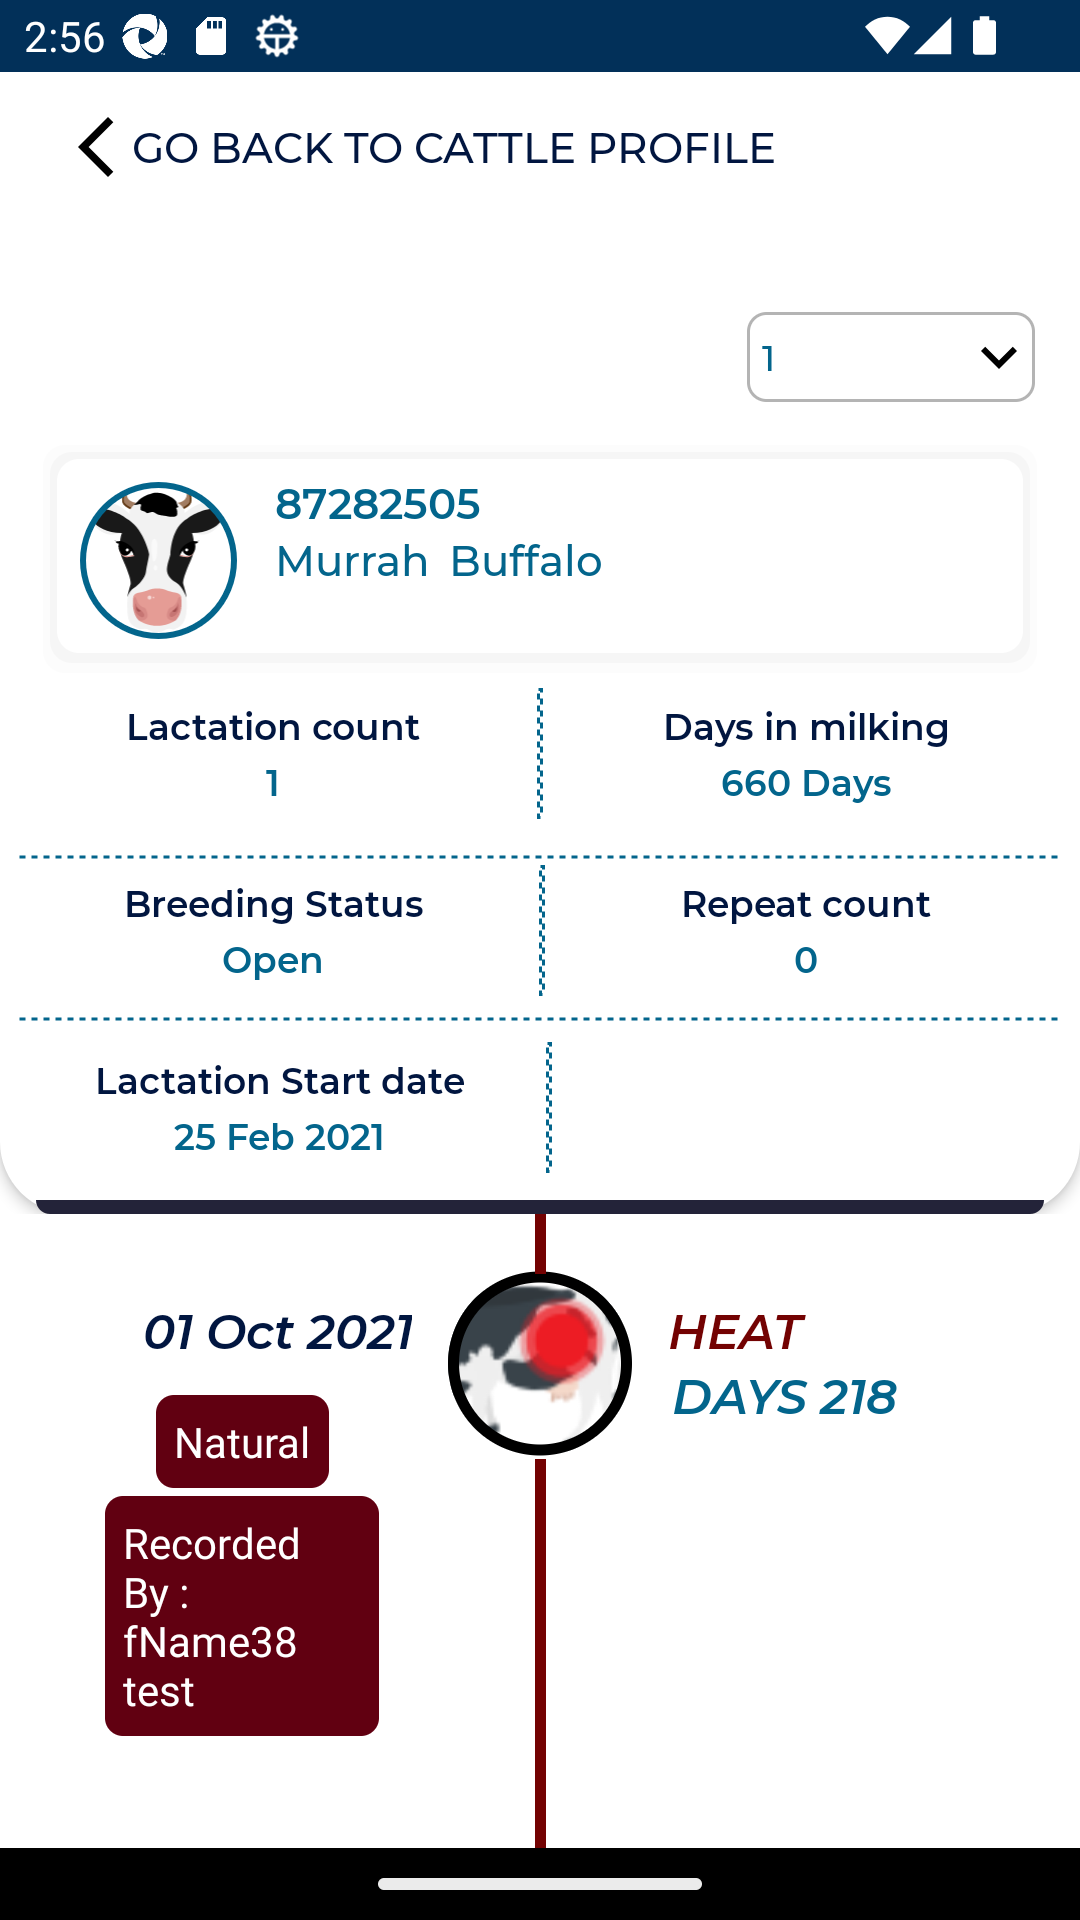 2:56
GO BACK TO CATTLE PROFILE
1
87282505
Murrah Buffalo
Lactation count
1
Days in milking
660 Days
Breeding Status
Open
Repeat count
0
Lactation Start date
25 Feb 2021
01 Oct 2021
HEAT
DAYS 218
Natural
Recorded
By :
fName38
test